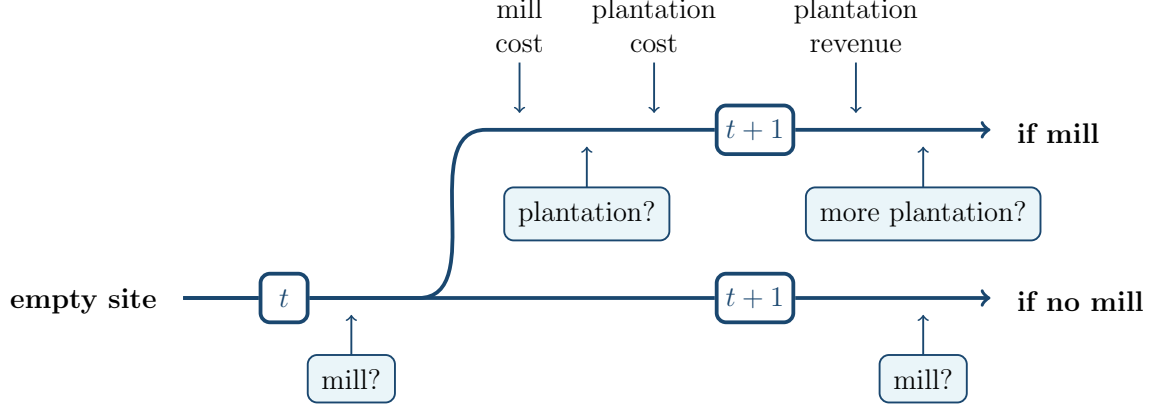 mill
cost
plantation
cost
plantation
revenue
t + 1
if mill
plantation?
more plantation?
empty site
t
t + 1
if no mill
mill?
mill?